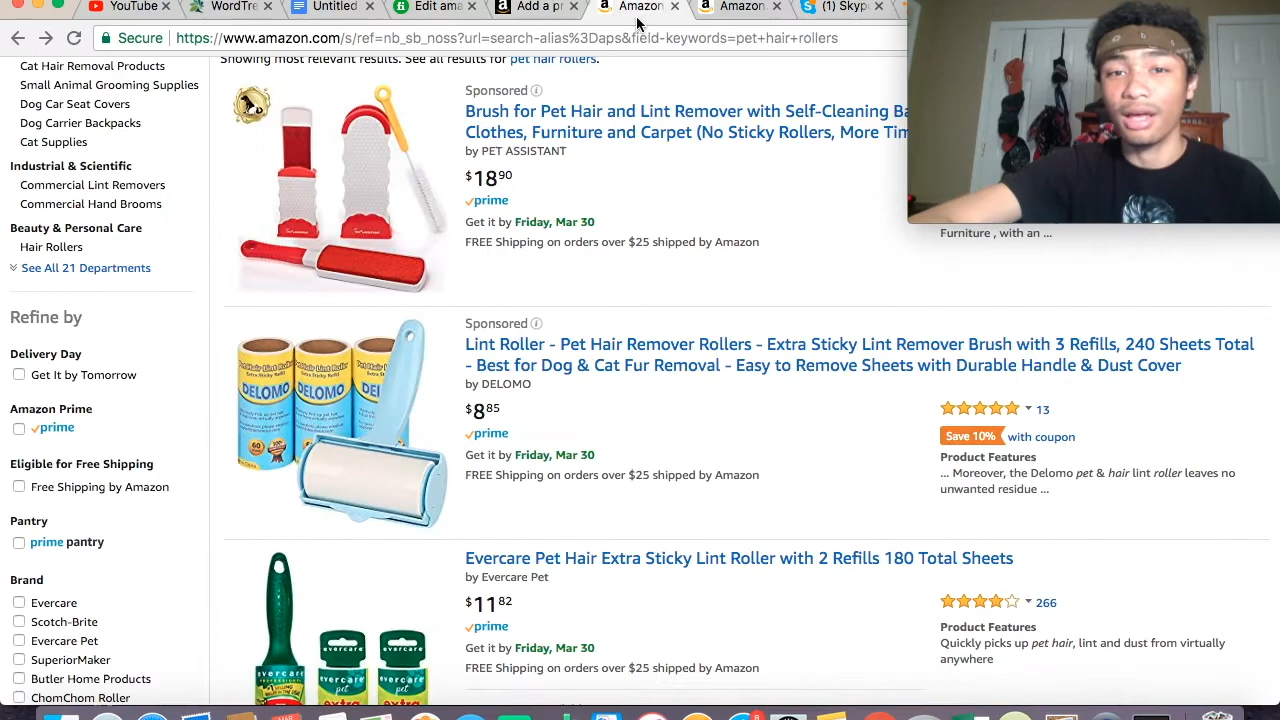 YouTube
WordTre
Untitled
Edit ama
Add a p
Amazon
Amazon
(1) Skyp
Secure
https://www.amazon.com/s/ref=nb_sb_noss?url=search-alias%3Daps&field-keywords=pet+hair+rollers
Cat Hair Removal Products
Small Animal Grooming Supplies
Dog Car Seat Covers
Dog Carrier Backpacks
Cat Supplies
Industrial & Scientific
Commercial Lint Removers
Commercial Hand Brooms
Beauty & Personal Care
Hair Rollers
See All 21 Departments
Refine by
Delivery Day
Get It by Tomorrow
Amazon Prime
prime
Eligible for Free Shipping
Free Shipping by Amazon
Pantry
prime pantry
Brand
Evercare
Scotch-Brite
Evercare Pet
SuperiorMaker
Butler Home Products
ChomChom Roller
Showing most relevant results. See all results for pet hair rollers.
Sponsored
Brush for Pet Hair and Lint Remover with Self-Cleaning Ba
Clothes, Furniture and Carpet (No Sticky Rollers, More Tim
by PET ASSISTANT
$18 90
prime
Get it by Friday, Mar 30
FREE Shipping on orders over $25 shipped by Amazon
Furniture , with an ...
Sponsored
Lint Roller - Pet Hair Remover Rollers - Extra Sticky Lint Remover Brush with 3 Refills, 240 Sheets Total
- Best for Dog & Cat Fur Removal - Easy to Remove Sheets with Durable Handle & Dust Cover
by DELOMO
$8 85
prime
Get it by Friday, Mar 30
FREE Shipping on orders over $25 shipped by Amazon
13
Save 10% with coupon
Product Features
... Moreover, the Delomo pet & hair lint roller leaves no
unwanted residue ...
DELOMO
DELOMO
Evercare Pet Hair Extra Sticky Lint Roller with 2 Refills 180 Total Sheets
by Evercare Pet
$11 82
prime
Get it by Friday, Mar 30
FREE Shipping on orders over $25 shipped by Amazon
266
Product Features
Quickly picks up pet hair, lint and dust from virtually
anywhere
evercare
evercare
evercare
pet
pet
extra
extra